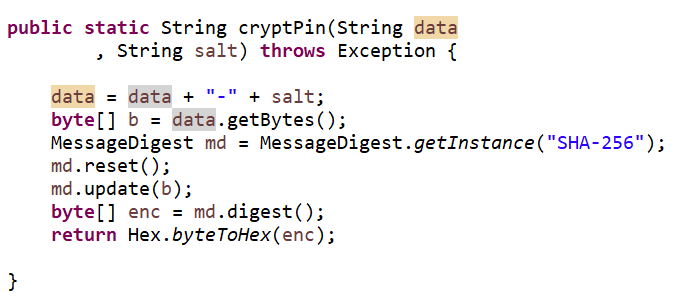 public static String cryptPin(String data
, String salt) throws Exception {
data = data + "-" + salt;
byte[] b = data.getBytes();
MessageDigest md = MessageDigest.getInstance("SHA-256");
md.reset();
md.update(b);
byte[] enc = md.digest();
return Hex.byteToHex(enc);
}